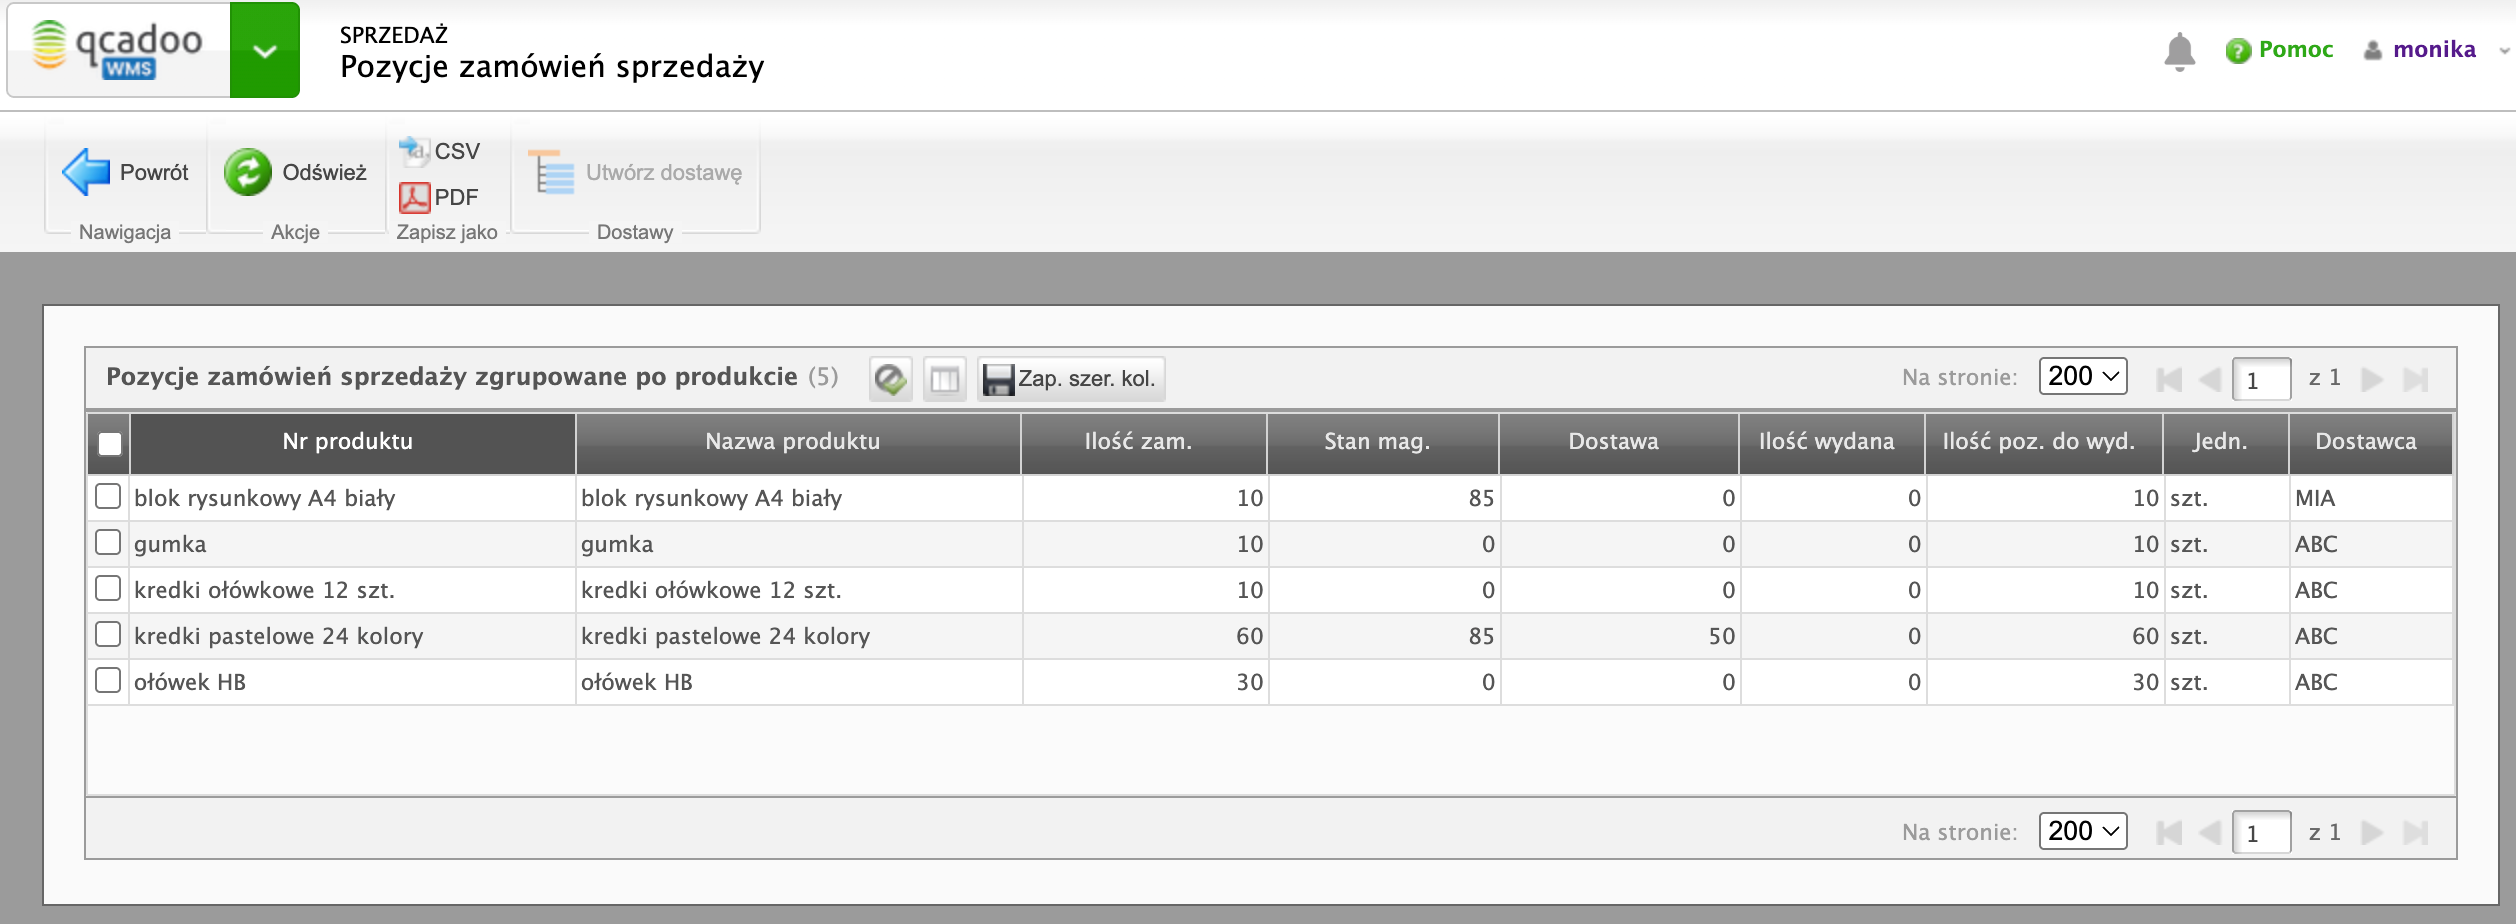 qcadoo
WMS
SPRZEDAŻ
Pozycje zamówień sprzedaży
Pomoc
monika
Powrót
Nawigacja
Odśwież
Akcje
CSV
PDF
Zapisz jako
Utwórz dostawę
Dostawy
Pozycje zamówień sprzedaży zgrupowane po produkcie (5)
Zap. szer. kol.
Na stronie: 200 1 z 1
Nr produktu Nazwa produktu Ilość zam. Stan mag. Dostawa Ilość wydana Ilość poz. do wyd. Jedn. Dostawca
blok rysunkowy A4 biały blok rysunkowy A4 biały 10 85 0 0 10 szt. MIA
gumka gumka 10 0 0 0 10 szt. ABC
kredki ołówkowe 12 szt. kredki ołówkowe 12 szt. 10 0 0 0 10 szt. ABC
kredki pastelowe 24 kolory kredki pastelowe 24 kolory 60 85 50 0 60 szt. ABC
ołówek HB ołówek HB 30 0 0 0 30 szt. ABC
Na stronie: 200 1 z 1